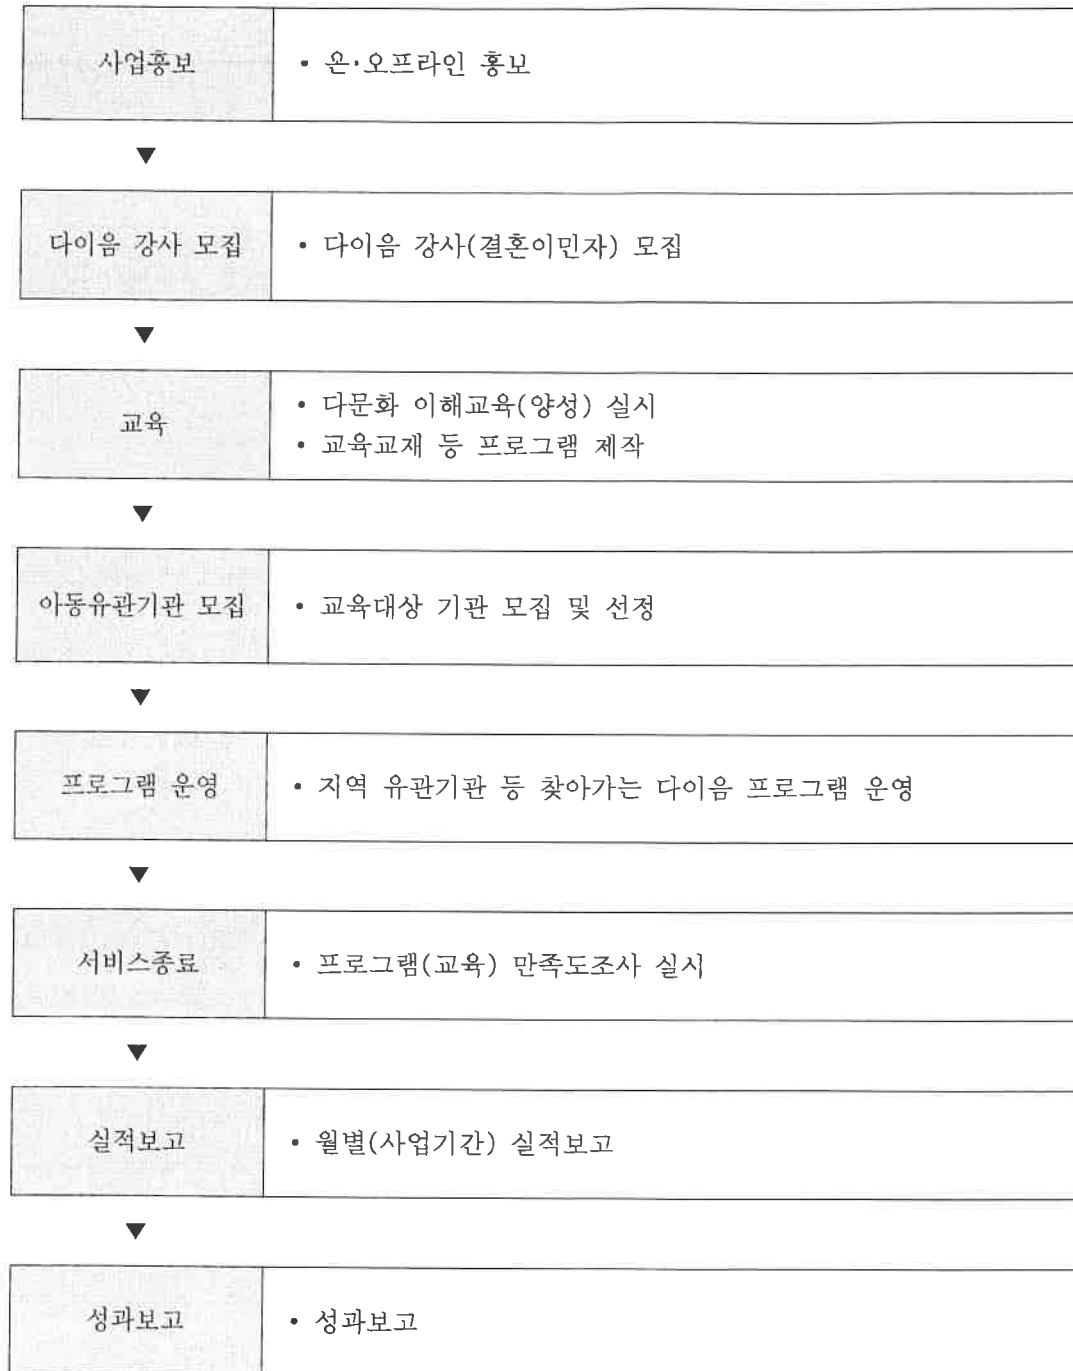 사업홍보
• 온·오프라인 홍보
▼
다이음 강사 모집
• 다이음 강사(결혼이민자) 모집
▼
교육
• 다문화 이해교육(양성) 실시
• 교육교재 등 프로그램 제작
▼
아동유관기관 모집
• 교육대상 기관 모집 및 선정
▼
프로그램 운영
• 지역 유관기관 등 찾아가는 다이음 프로그램 운영
▼
서비스종료
• 프로그램(교육) 만족도조사 실시
▼
실적보고
• 월별(사업기간) 실적보고
▼
성과보고
• 성과보고